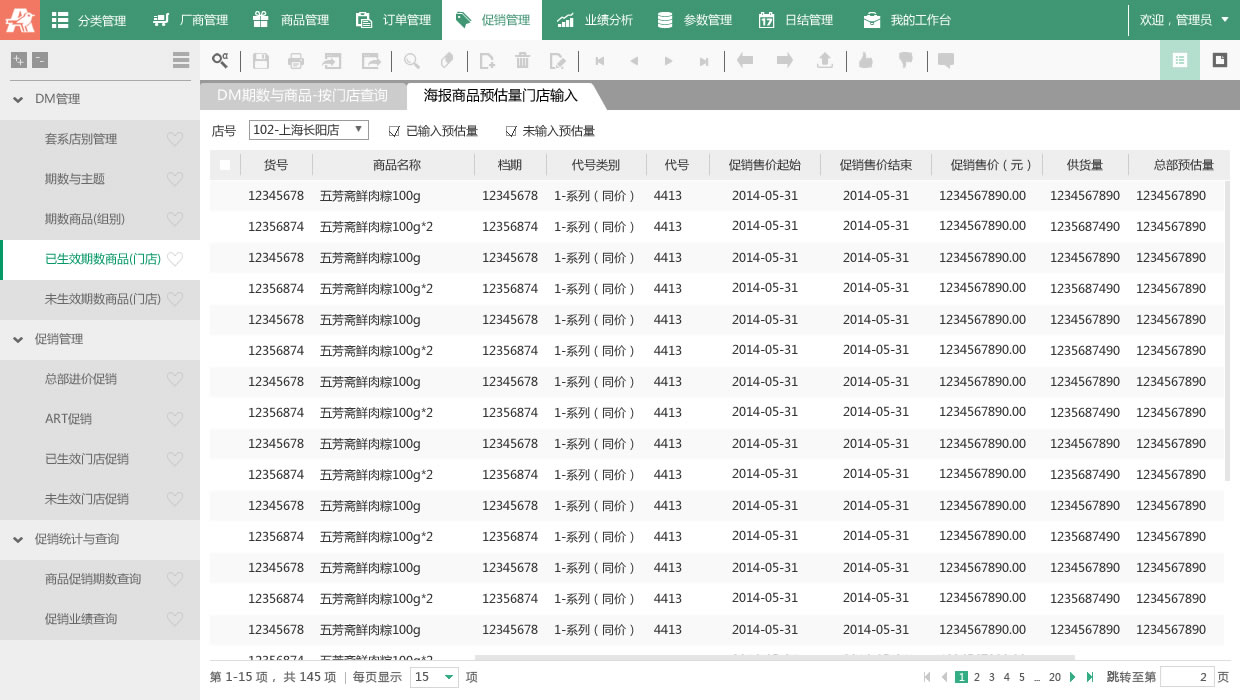 分类管理 厂商管理 商品管理 订单管理 促销管理 业绩分析 参数管理 日结管理 我的工作台 欢迎，管理员
DM管理
套系店别管理
期数与主题
期数商品(组别)
已生效期数商品(门店)
未生效期数商品(门店)
促销管理
总部进价促销
ART促销
已生效门店促销
未生效门店促销
促销统计与查询
商品促销期数查询
促销业绩查询
DM期数与商品-按门店查询 海报商品预估量门店输入
店号 102-上海长阳店 已输入预估量 未输入预估量
货号 商品名称 档期 代号类别 代号 促销售价起始 促销售价结束 促销售价（元） 供货量 总部预估量
12345678 五芳斋鲜肉粽100g 12345678 1-系列（同价） 4413 2014-05-31 2014-05-31 1234567890.00 1234567890 1234567890
12356874 五芳斋鲜肉粽100g*2 12356874 1-系列（同价） 4413 2014-05-31 2014-05-31 1234567890.00 1235687490 1234567890
12345678 五芳斋鲜肉粽100g 12345678 1-系列（同价） 4413 2014-05-31 2014-05-31 1234567890.00 1234567890 1234567890
12356874 五芳斋鲜肉粽100g*2 12356874 1-系列（同价） 4413 2014-05-31 2014-05-31 1234567890.00 1235687490 1234567890
12345678 五芳斋鲜肉粽100g 12345678 1-系列（同价） 4413 2014-05-31 2014-05-31 1234567890.00 1234567890 1234567890
12356874 五芳斋鲜肉粽100g*2 12356874 1-系列（同价） 4413 2014-05-31 2014-05-31 1234567890.00 1235687490 1234567890
12345678 五芳斋鲜肉粽100g 12345678 1-系列（同价） 4413 2014-05-31 2014-05-31 1234567890.00 1234567890 1234567890
12356874 五芳斋鲜肉粽100g*2 12356874 1-系列（同价） 4413 2014-05-31 2014-05-31 1234567890.00 1235687490 1234567890
12345678 五芳斋鲜肉粽100g 12345678 1-系列（同价） 4413 2014-05-31 2014-05-31 1234567890.00 1234567890 1234567890
12356874 五芳斋鲜肉粽100g*2 12356874 1-系列（同价） 4413 2014-05-31 2014-05-31 1234567890.00 1235687490 1234567890
12345678 五芳斋鲜肉粽100g 12345678 1-系列（同价） 4413 2014-05-31 2014-05-31 1234567890.00 1234567890 1234567890
12356874 五芳斋鲜肉粽100g*2 12356874 1-系列（同价） 4413 2014-05-31 2014-05-31 1234567890.00 1235687490 1234567890
12345678 五芳斋鲜肉粽100g 12345678 1-系列（同价） 4413 2014-05-31 2014-05-31 1234567890.00 1234567890 1234567890
12356874 五芳斋鲜肉粽100g*2 12356874 1-系列（同价） 4413 2014-05-31 2014-05-31 1234567890.00 1235687490 1234567890
12345678 五芳斋鲜肉粽100g 12345678 1-系列（同价） 4413 2014-05-31 2014-05-31 1234567890.00 1234567890 1234567890
第 1-15 项，共 145 项 | 每页显示 15 项 1 2 3 4 5 ... 20 跳转至第 2 页